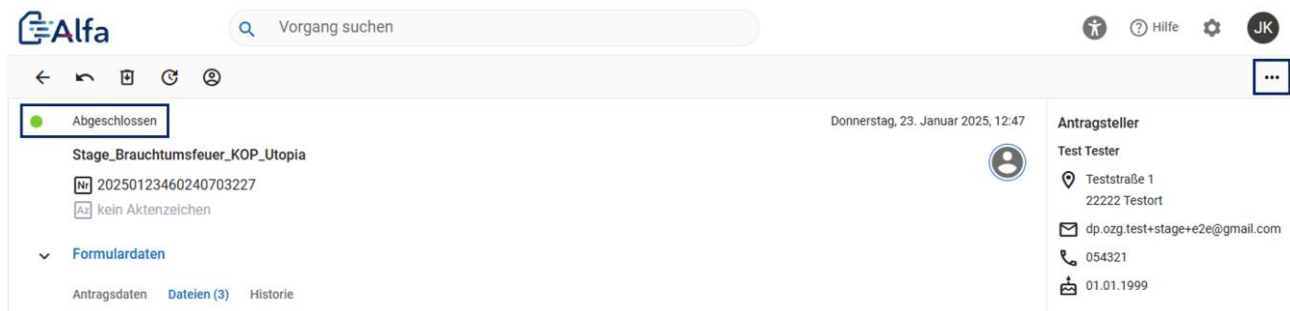 Alfa
Vorgang suchen
Hilfe
JK
Abgeschlossen
Donnerstag, 23. Januar 2025, 12:47
Stage_Brauchtumsfeuer_KOP_Utopia
Nr 20250123460240703227
Az kein Aktenzeichen
Formulardaten
Antragsdaten Dateien (3) Historie
Antragsteller
Test Tester
Teststraße 1
22222 Testort
dp.ozg.test+stage+e2e@gmail.com
054321
01.01.1999